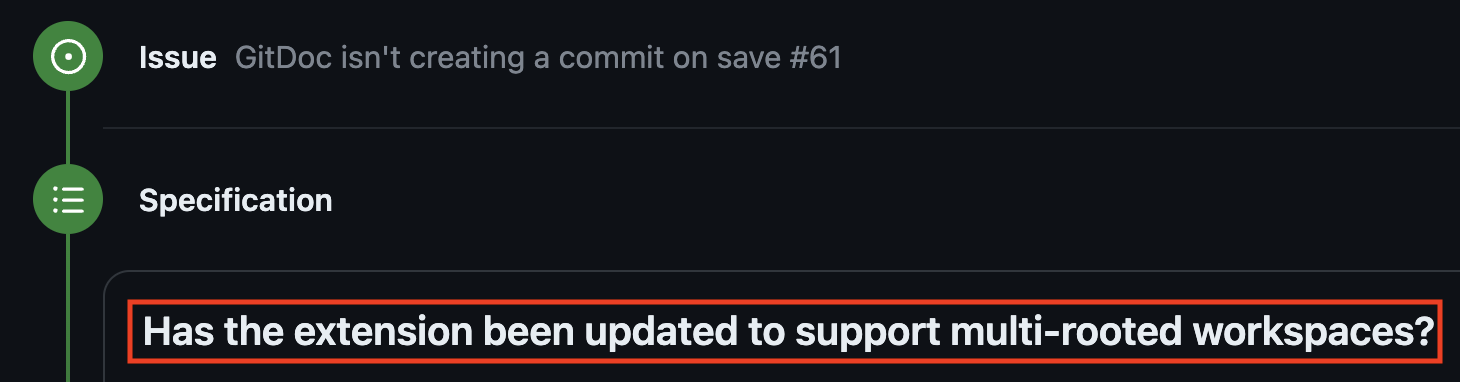 Issue GitDoc isn't creating a commit on save #61
Specification
Has the extension been updated to support multi-rooted workspaces?